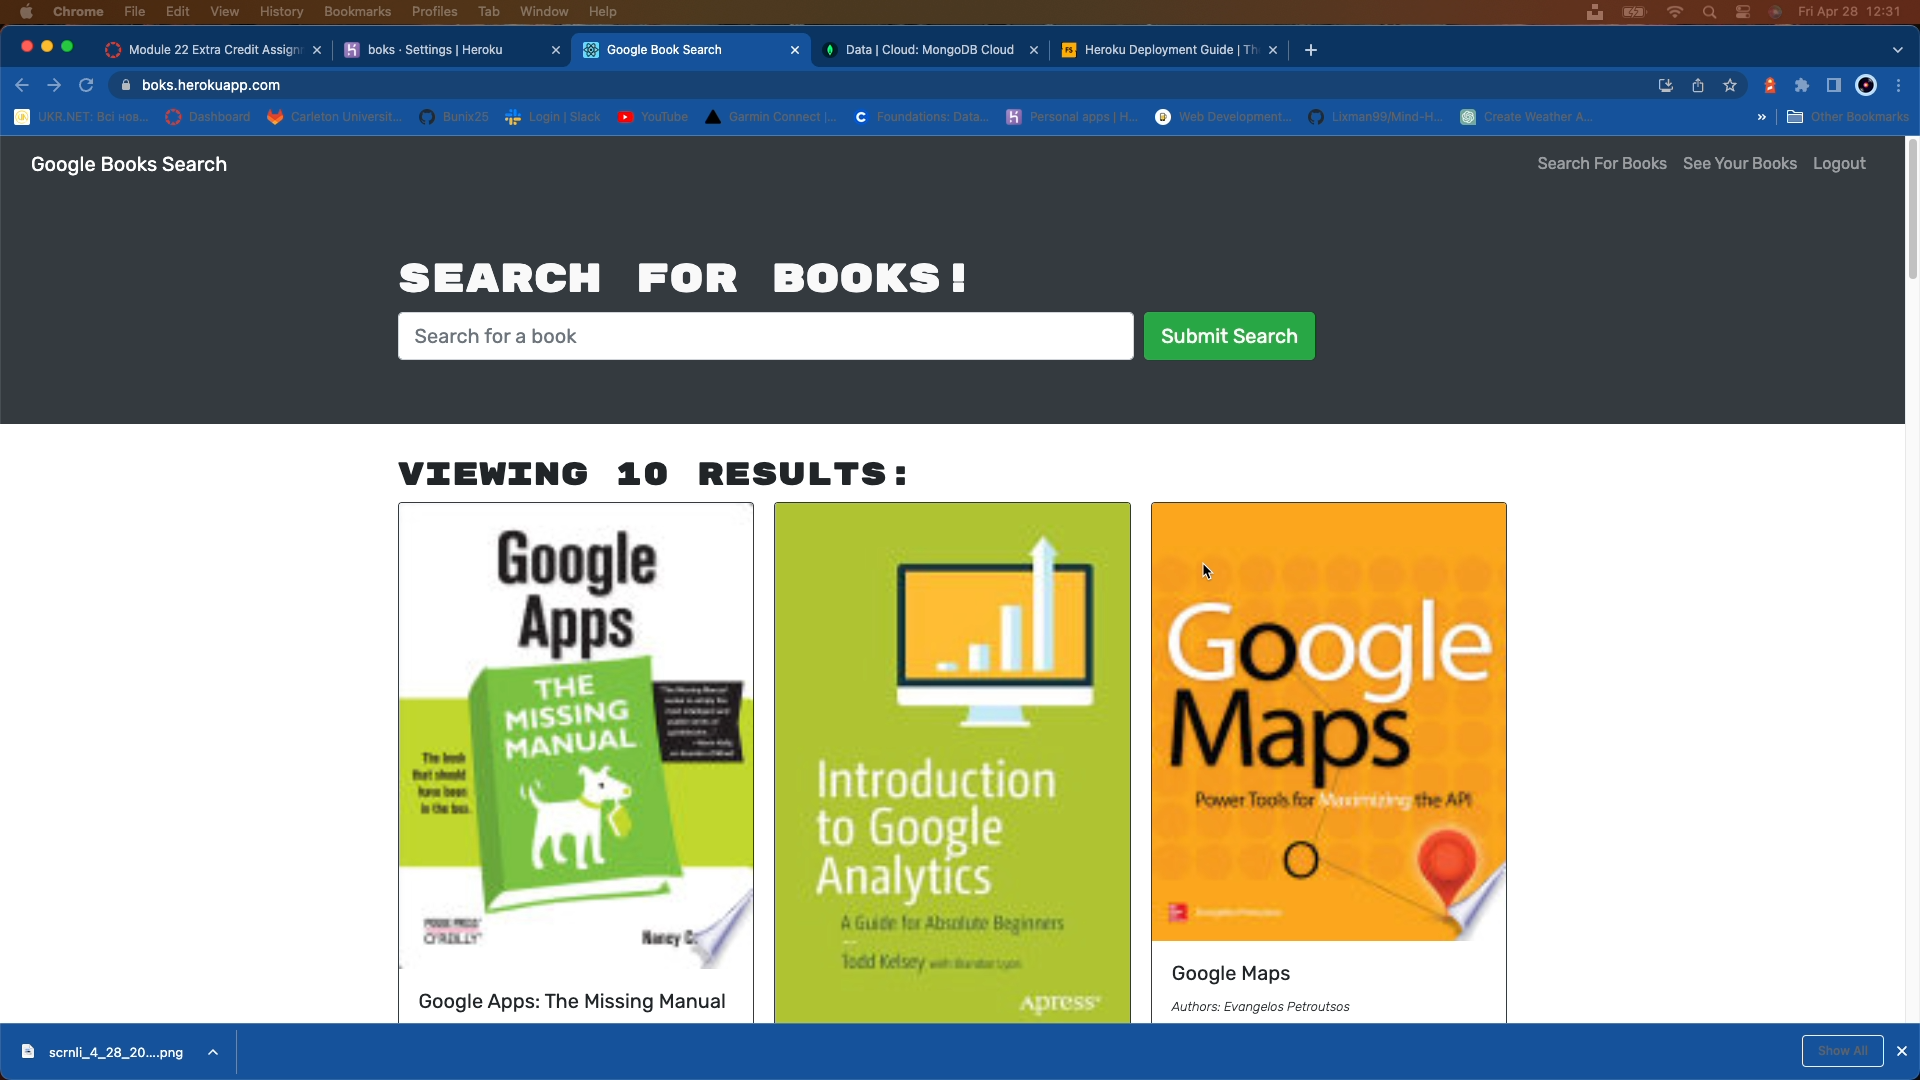 Chrome File Edit View History Bookmarks Profiles Tab Window Help Fri Apr 28 12:31
Module 22 Extra Credit Assignn boks · Settings | Heroku Google Book Search Data | Cloud: MongoDB Cloud Heroku Deployment Guide | Th
boks.herokuapp.com
UKR.NET: Всі нов... Dashboard Carleton Universit... Bunix25 Login | Slack YouTube Garmin Connect |... Foundations: Data... Personal apps | H... Web Development... Lixman99/Mind-H... Create Weather A... » Other Bookmarks
Google Books Search Search For Books See Your Books Logout
SEARCH FOR BOOKS!
Search for a book Submit Search
VIEWING 10 RESULTS:
Google
Apps
THE
MISSING
MANUAL
The book
that should
have been
in the box
O'REILLY
Nancy
Introduction
to Google
Analytics
A Guide for Absolute Beginners
Todd Kelsey
Apress
Google
Maps
Power Tools for Maximizing the API
Google Apps: The Missing Manual
Google Maps
Authors: Evangelos Petroutsos
scrnli_4_28_20....png Show All